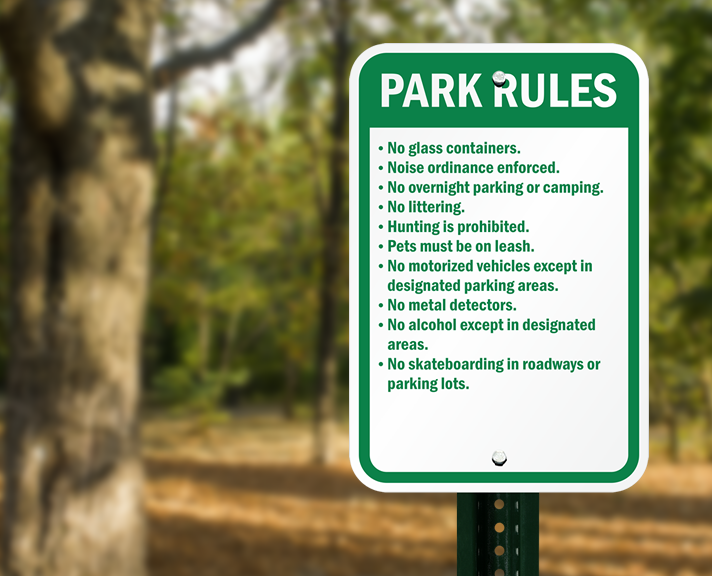 PARK RULES
• No glass containers.
• Noise ordinance enforced.
• No overnight parking or camping.
• No littering.
• Hunting is prohibited.
• Pets must be on leash.
• No motorized vehicles except in
designated parking areas.
• No metal detectors.
• No alcohol except in designated
areas.
• No skateboarding in roadways or
parking lots.